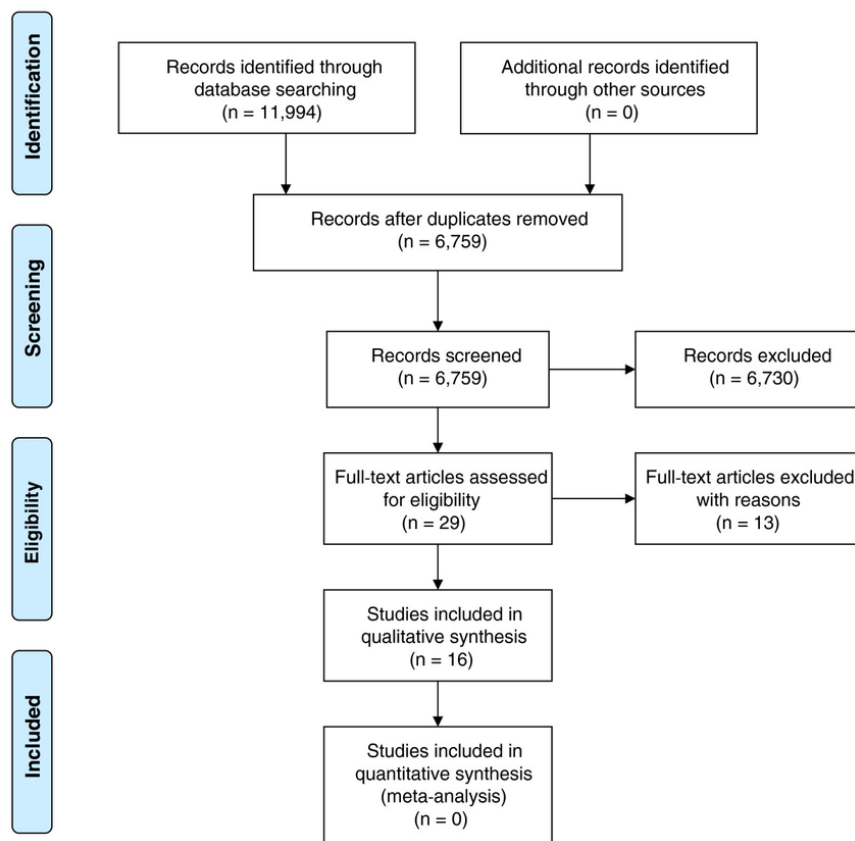 Identification
Records identified through
database searching
(n = 11,994)
Additional records identified
through other sources
(n = 0)
Records after duplicates removed
(n = 6,759)
Screening
Records screened
(n = 6,759)
Records excluded
(n = 6,730)
Eligibility
Full-text articles assessed
for eligibility
(n = 29)
Full-text articles excluded
with reasons
(n = 13)
Studies included in
qualitative synthesis
(n = 16)
Included
Studies included in
quantitative synthesis
(meta-analysis)
(n = 0)